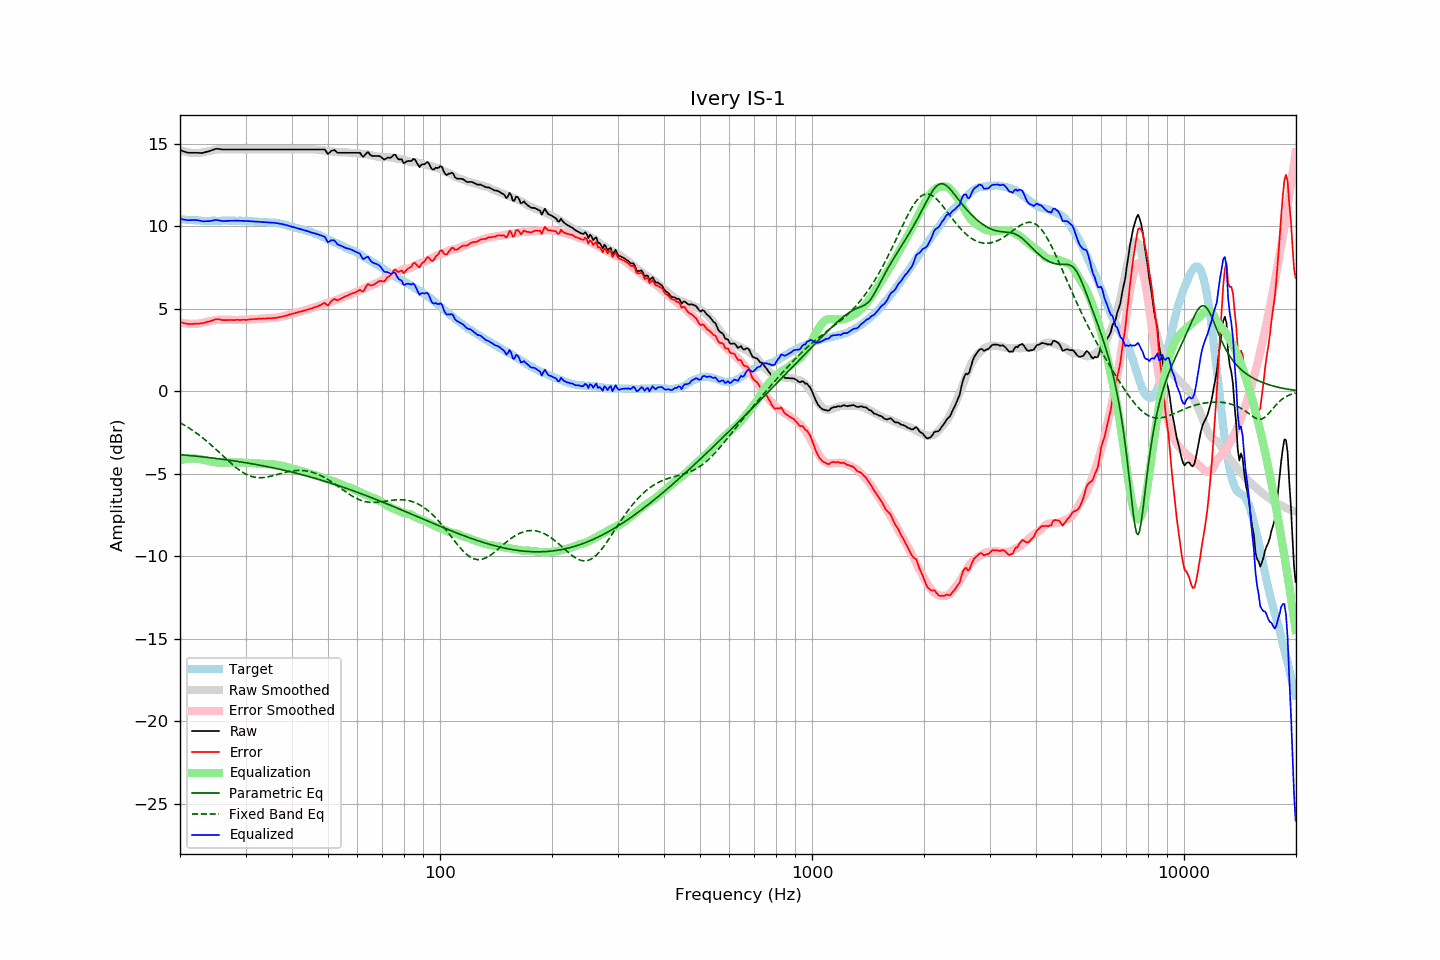 Ivery IS-1
Amplitude (dBr)
15
10
5
0
−5
−10
−15
−20
−25
Target
Raw Smoothed
Error Smoothed
Raw
Error
Equalization
Parametric Eq
Fixed Band Eq
Equalized
100
1000
10000
Frequency (Hz)